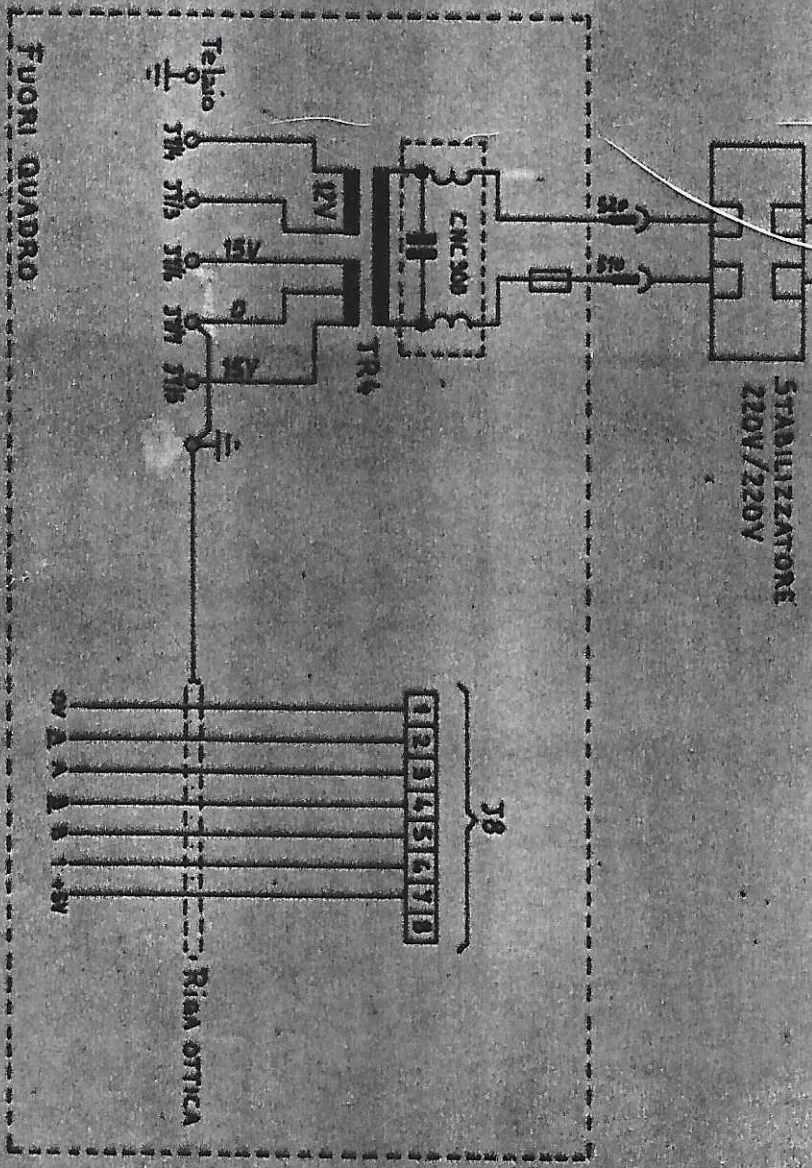 STABILIZZATORE
220V/220V
CNC300
TR4
12V
15V
0
15V
Telaio
FUORI QUADRO
J8
1 2 3 4 5 6 7 8
RIGA OTTICA
A
+5V